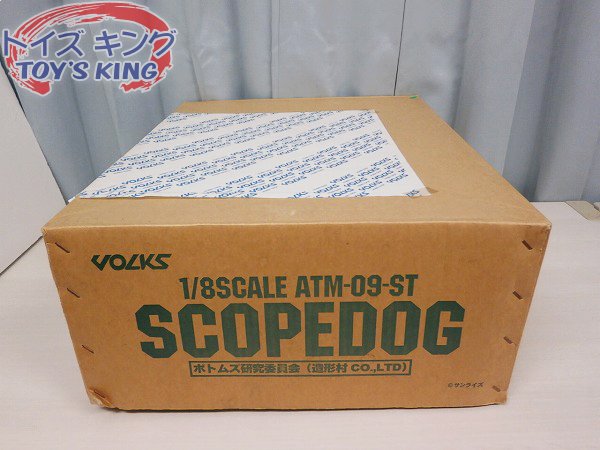 トイズ キング
TOY'S KING
VOLKS
1/8SCALE ATM-09-ST
SCOPEDOG
ボトムズ研究委員会（造形村 CO.,LTD）
©サンライズ